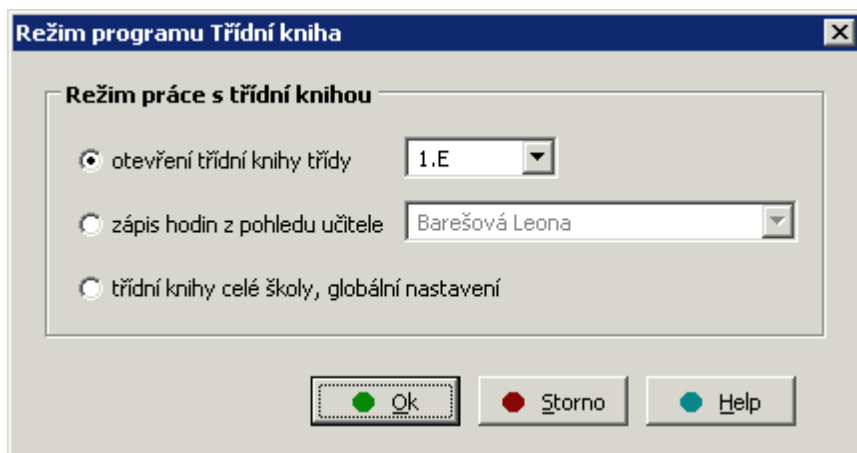 Režim programu Třídní kniha
Režim práce s třídní knihou
otevření třídní knihy třídy 1.E
zápis hodin z pohledu učitele Barešová Leona
třídní knihy celé školy, globální nastavení
Ok Storno Help